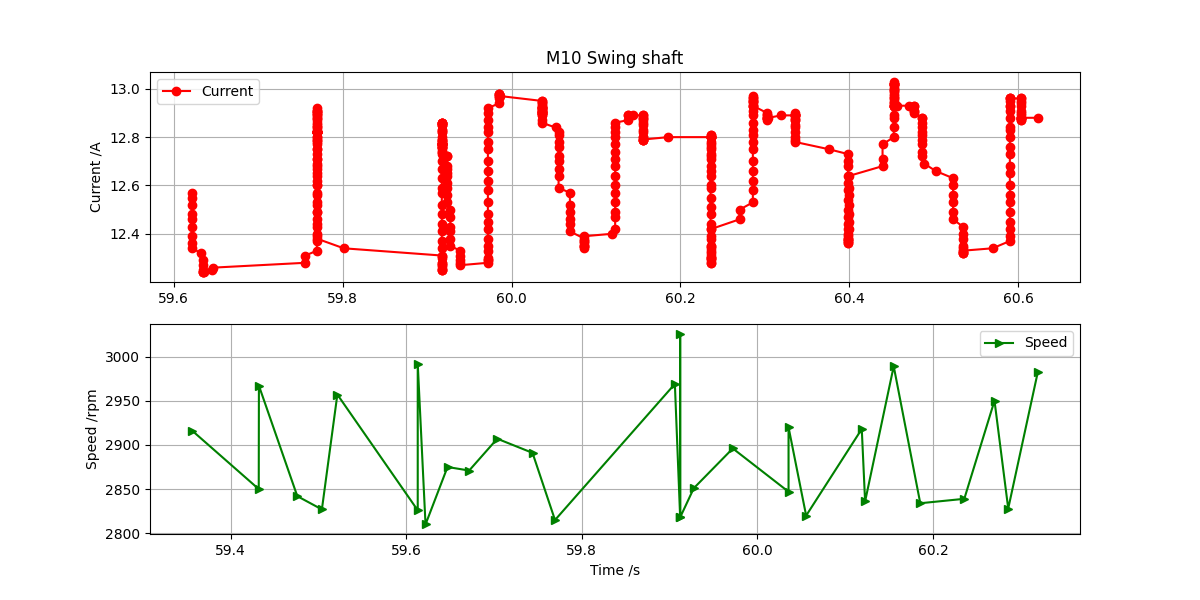 M10 Swing shaft
Current
Current /A
13.0
12.8
12.6
12.4
59.6 59.8 60.0 60.2 60.4 60.6
Speed
Speed /rpm
3000
2950
2900
2850
2800
59.4 59.6 59.8 60.0 60.2
Time /s